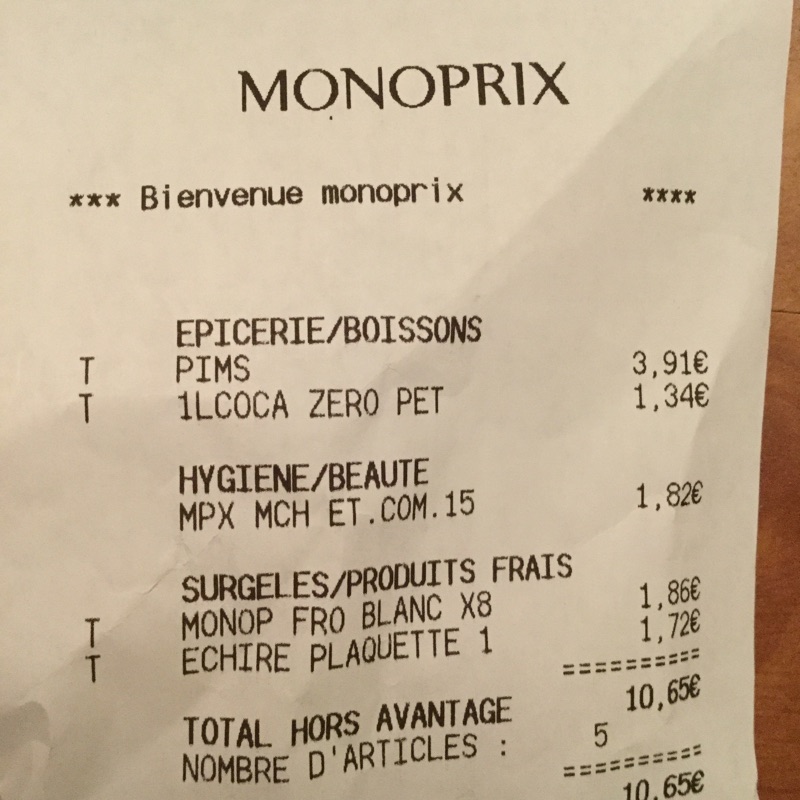 MONOPRIX
*** Bienvenue monoprix ****
EPICERIE/BOISSONS
T PIMS 3,91€
T 1LCOCA ZERO PET 1,34€
HYGIENE/BEAUTE
MPX MCH ET.COM.15 1,82€
SURGELES/PRODUITS FRAIS
T MONOP FRO BLANC X8 1,86€
T ECHIRE PLAQUETTE 1 1,72€
==========
TOTAL HORS AVANTAGE 10,65€
NOMBRE D'ARTICLES : 5
==========
10,65€